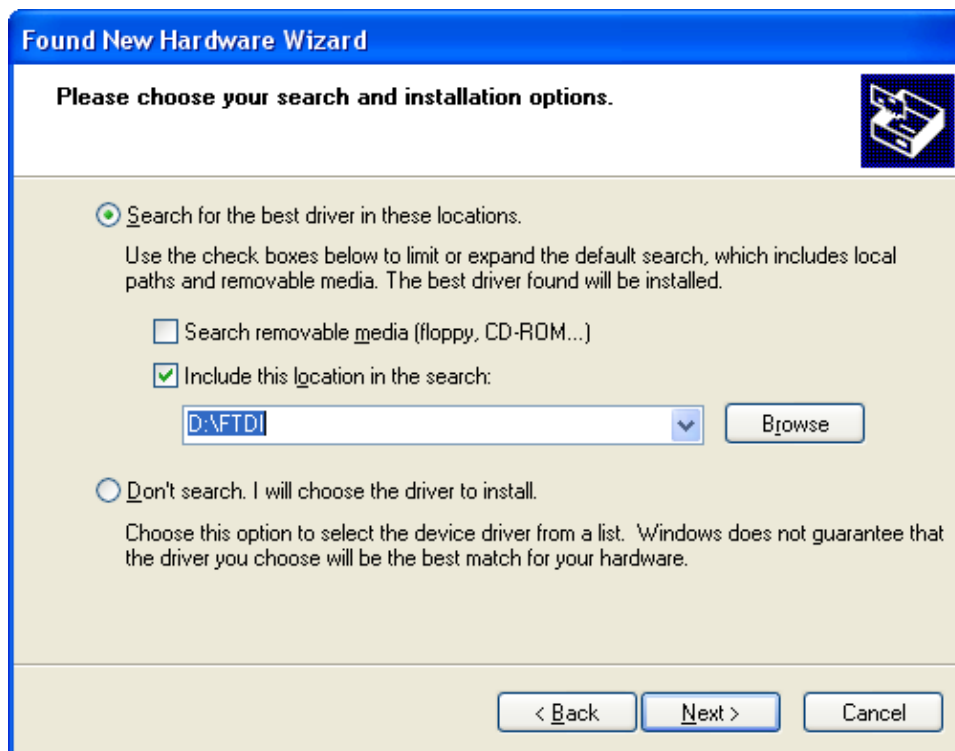 Found New Hardware Wizard
Please choose your search and installation options.
Search for the best driver in these locations.
Use the check boxes below to limit or expand the default search, which includes local
paths and removable media. The best driver found will be installed.
Search removable media (floppy, CD-ROM...)
Include this location in the search:
D:\FTDI
Browse
Don't search. I will choose the driver to install.
Choose this option to select the device driver from a list.  Windows does not guarantee that
the driver you choose will be the best match for your hardware.
< Back
Next >
Cancel